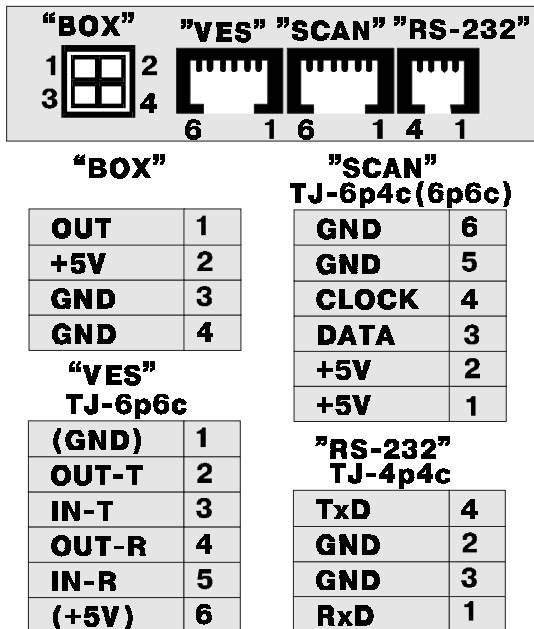 “BOX” ”VES” ”SCAN” ”RS-232”
1 2
3 4
6 1 6 1 4 1
“BOX”
OUT 1
+5V 2
GND 3
GND 4
“VES”
TJ-6p6c
(GND) 1
OUT-T 2
IN-T 3
OUT-R 4
IN-R 5
(+5V) 6
”SCAN”
TJ-6p4c(6p6c)
GND 6
GND 5
CLOCK 4
DATA 3
+5V 2
+5V 1
”RS-232”
TJ-4p4c
TxD 4
GND 2
GND 3
RxD 1